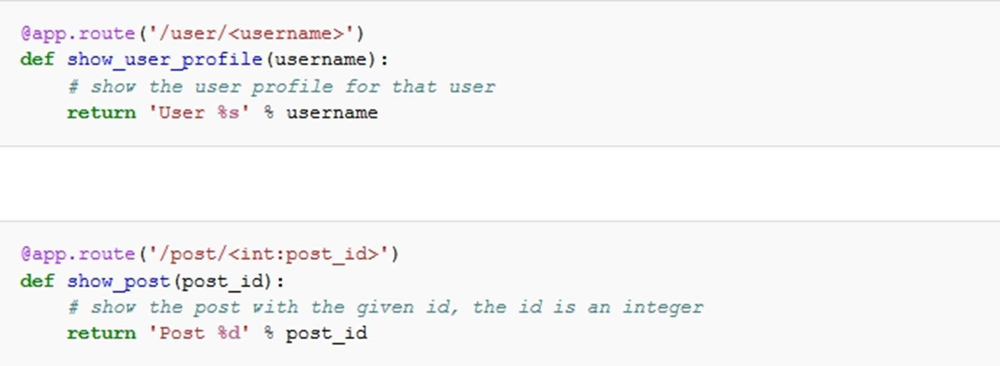 @app.route('/user/<username>')
def show_user_profile(username):
    # show the user profile for that user
    return 'User %s' % username
@app.route('/post/<int:post_id>')
def show_post(post_id):
    # show the post with the given id, the id is an integer
    return 'Post %d' % post_id